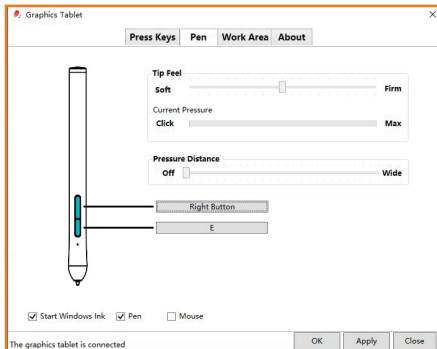 Graphics Tablet
Press Keys Pen Work Area About
Tip Feel
Soft Firm
Current Pressure
Click Max
Pressure Distance
Off Wide
Right Button
E
Start Windows Ink Pen Mouse
The graphics tablet is connected
OK Apply Close